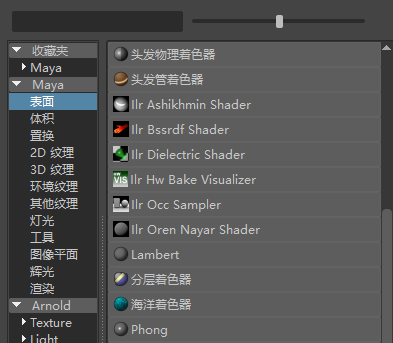 收藏夹
Maya
Maya
表面
体积
置换
2D 纹理
3D 纹理
环境纹理
其他纹理
灯光
工具
图像平面
辉光
渲染
Arnold
Texture
Light
头发物理着色器
头发管着色器
Ilr Ashikhmin Shader
Ilr Bssrdf Shader
Ilr Dielectric Shader
Ilr Hw Bake Visualizer
Ilr Occ Sampler
Ilr Oren Nayar Shader
Lambert
分层着色器
海洋着色器
Phong